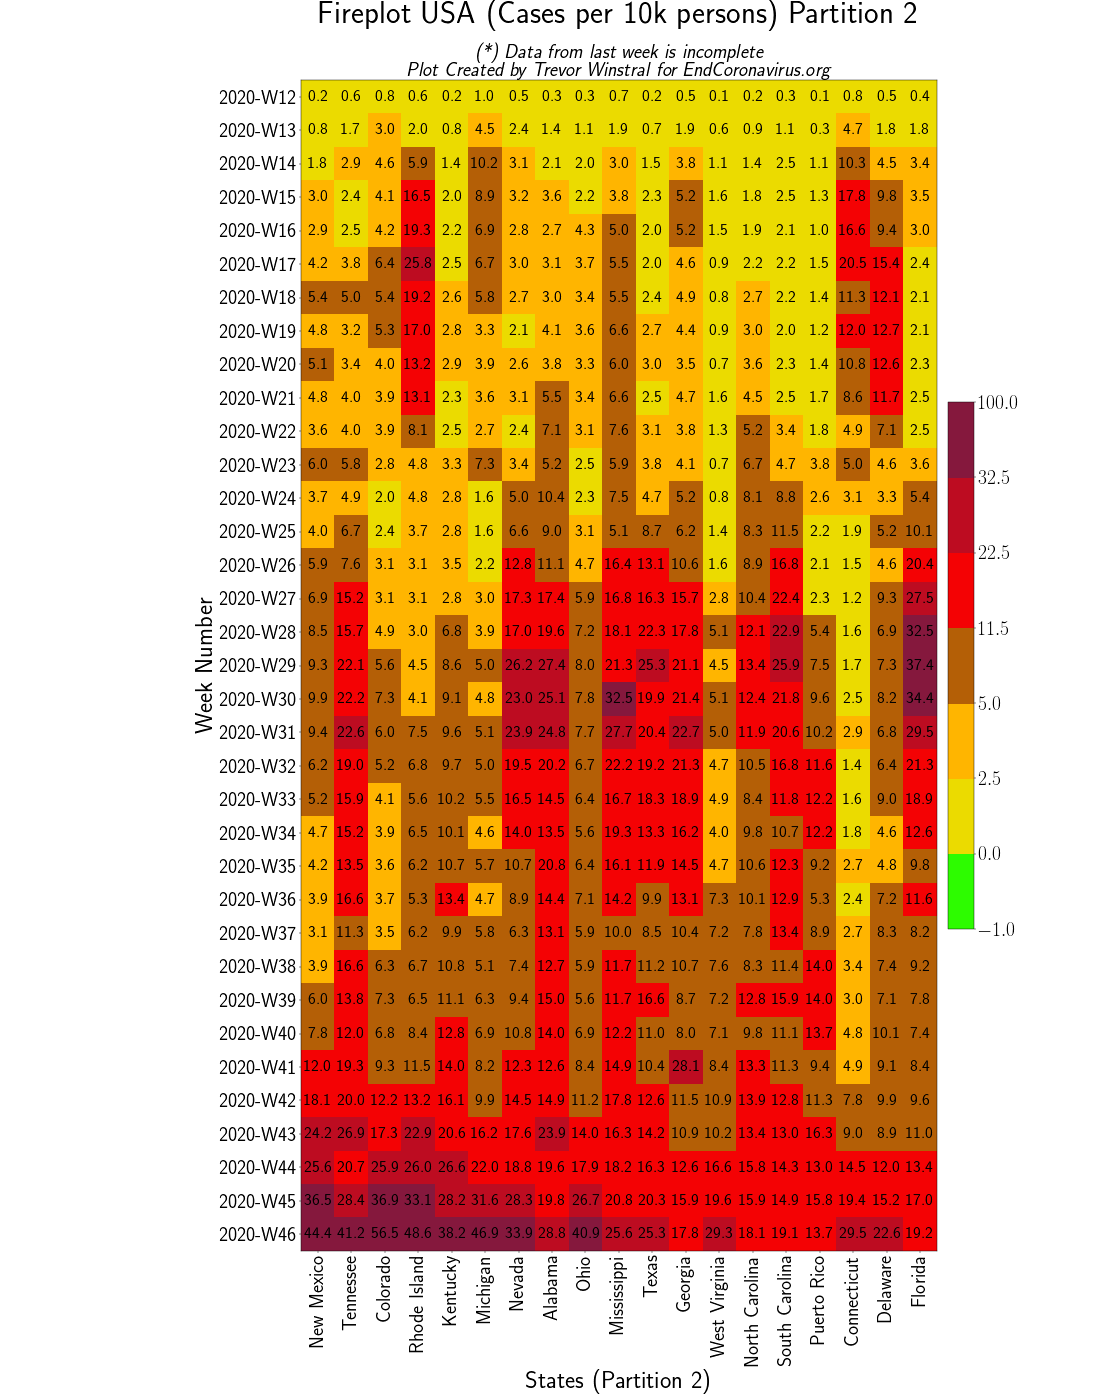 Fireplot USA (Cases per 10k persons) Partition 2
(*) Data from last week is incomplete
Plot Created by Trevor Winstral for EndCoronavirus.org
2020-W12 0.2 0.6 0.8 0.6 0.2 1.0 0.5 0.3 0.3 0.7 0.2 0.5 0.1 0.2 0.3 0.1 0.8 0.5 0.4
2020-W13 0.8 1.7 3.0 2.0 0.8 4.5 2.4 1.4 1.1 1.9 0.7 1.9 0.6 0.9 1.1 0.3 4.7 1.8 1.8
2020-W14 1.8 2.9 4.6 5.9 1.4 10.2 3.1 2.1 2.0 3.0 1.5 3.8 1.1 1.4 2.5 1.1 10.3 4.5 3.4
2020-W15 3.0 2.4 4.1 16.5 2.0 8.9 3.2 3.6 2.2 3.8 2.3 5.2 1.6 1.8 2.5 1.3 17.8 9.8 3.5
2020-W16 2.9 2.5 4.2 19.3 2.2 6.9 2.8 2.7 4.3 5.0 2.0 5.2 1.5 1.9 2.1 1.0 16.6 9.4 3.0
2020-W17 4.2 3.8 6.4 25.8 2.5 6.7 3.0 3.1 3.7 5.5 2.0 4.6 0.9 2.2 2.2 1.5 20.5 15.4 2.4
2020-W18 5.4 5.0 5.4 19.2 2.6 5.8 2.7 3.0 3.4 5.5 2.4 4.9 0.8 2.7 2.2 1.4 11.3 12.1 2.1
2020-W19 4.8 3.2 5.3 17.0 2.8 3.3 2.1 4.1 3.6 6.6 2.7 4.4 0.9 3.0 2.0 1.2 12.0 12.7 2.1
2020-W20 5.1 3.4 4.0 13.2 2.9 3.9 2.6 3.8 3.3 6.0 3.0 3.5 0.7 3.6 2.3 1.4 10.8 12.6 2.3
2020-W21 4.8 4.0 3.9 13.1 2.3 3.6 3.1 5.5 3.4 6.6 2.5 4.7 1.6 4.5 2.5 1.7 8.6 11.7 2.5
2020-W22 3.6 4.0 3.9 8.1 2.5 2.7 2.4 7.1 3.1 7.6 3.1 3.8 1.3 5.2 3.4 1.8 4.9 7.1 2.5
2020-W23 6.0 5.8 2.8 4.8 3.3 7.3 3.4 5.2 2.5 5.9 3.8 4.1 0.7 6.7 4.7 3.8 5.0 4.6 3.6
2020-W24 3.7 4.9 2.0 4.8 2.8 1.6 5.0 10.4 2.3 7.5 4.7 5.2 0.8 8.1 8.8 2.6 3.1 3.3 5.4
2020-W25 4.0 6.7 2.4 3.7 2.8 1.6 6.6 9.0 3.1 5.1 8.7 6.2 1.4 8.3 11.5 2.2 1.9 5.2 10.1
2020-W26 5.9 7.6 3.1 3.1 3.5 2.2 12.8 11.1 4.7 16.4 13.1 10.6 1.6 8.9 16.8 2.1 1.5 4.6 20.4
2020-W27 6.9 15.2 3.1 3.1 2.8 3.0 17.3 17.4 5.9 16.8 16.3 15.7 2.8 10.4 22.4 2.3 1.2 9.3 27.5
2020-W28 8.5 15.7 4.9 3.0 6.8 3.9 17.0 19.6 7.2 18.1 22.3 17.8 5.1 12.1 22.9 5.4 1.6 6.9 32.5
2020-W29 9.3 22.1 5.6 4.5 8.6 5.0 26.2 27.4 8.0 21.3 25.3 21.1 4.5 13.4 25.9 7.5 1.7 7.3 37.4
2020-W30 9.9 22.2 7.3 4.1 9.1 4.8 23.0 25.1 7.8 32.5 19.9 21.4 5.1 12.4 21.8 9.6 2.5 8.2 34.4
2020-W31 9.4 22.6 6.0 7.5 9.6 5.1 23.9 24.8 7.7 27.7 20.4 22.7 5.0 11.9 20.6 10.2 2.9 6.8 29.5
2020-W32 6.2 19.0 5.2 6.8 9.7 5.0 19.5 20.2 6.7 22.2 19.2 21.3 4.7 10.5 16.8 11.6 1.4 6.4 21.3
2020-W33 5.2 15.9 4.1 5.6 10.2 5.5 16.5 14.5 6.4 16.7 18.3 18.9 4.9 8.4 11.8 12.2 1.6 9.0 18.9
2020-W34 4.7 15.2 3.9 6.5 10.1 4.6 14.0 13.5 5.6 19.3 13.3 16.2 4.0 9.8 10.7 12.2 1.8 4.6 12.6
2020-W35 4.2 13.5 3.6 6.2 10.7 5.7 10.7 20.8 6.4 16.1 11.9 14.5 4.7 10.6 12.3 9.2 2.7 4.8 9.8
2020-W36 3.9 16.6 3.7 5.3 13.4 4.7 8.9 14.4 7.1 14.2 9.9 13.1 7.3 10.1 12.9 5.3 2.4 7.2 11.6
2020-W37 3.1 11.3 3.5 6.2 9.9 5.8 6.3 13.1 5.9 10.0 8.5 10.4 7.2 7.8 13.4 8.9 2.7 8.3 8.2
2020-W38 3.9 16.6 6.3 6.7 10.8 5.1 7.4 12.7 5.9 11.7 11.2 10.7 7.6 8.3 11.4 14.0 3.4 7.4 9.2
2020-W39 6.0 13.8 7.3 6.5 11.1 6.3 9.4 15.0 5.6 11.7 16.6 8.7 7.2 12.8 15.9 14.0 3.0 7.1 7.8
2020-W40 7.8 12.0 6.8 8.4 12.8 6.9 10.8 14.0 6.9 12.2 11.0 8.0 7.1 9.8 11.1 13.7 4.8 10.1 7.4
2020-W41 12.0 19.3 9.3 11.5 14.0 8.2 12.3 12.6 8.4 14.9 10.4 28.1 8.4 13.3 11.3 9.4 4.9 9.1 8.4
2020-W42 18.1 20.0 12.2 13.2 16.1 9.9 14.5 14.9 11.2 17.8 12.6 11.5 10.9 13.9 12.8 11.3 7.8 9.9 9.6
2020-W43 24.2 26.9 17.3 22.9 20.6 16.2 17.6 23.9 14.0 16.3 14.2 10.9 10.2 13.4 13.0 16.3 9.0 8.9 11.0
2020-W44 25.6 20.7 25.9 26.0 26.6 22.0 18.8 19.6 17.9 18.2 16.3 12.6 16.6 15.8 14.3 13.0 14.5 12.0 13.4
2020-W45 36.5 28.4 36.9 33.1 28.2 31.6 28.3 19.8 26.7 20.8 20.3 15.9 19.6 15.9 14.9 15.8 19.4 15.2 17.0
2020-W46 44.4 41.2 56.5 48.6 38.2 46.9 33.9 28.8 40.9 25.6 25.3 17.8 29.3 18.1 19.1 13.7 29.5 22.6 19.2
Week Number
New Mexico
Tennessee
Colorado
Rhode Island
Kentucky
Michigan
Nevada
Alabama
Ohio
Mississippi
Texas
Georgia
West Virginia
North Carolina
South Carolina
Puerto Rico
Connecticut
Delaware
Florida
States (Partition 2)
100.0
32.5
22.5
11.5
5.0
2.5
0.0
−1.0